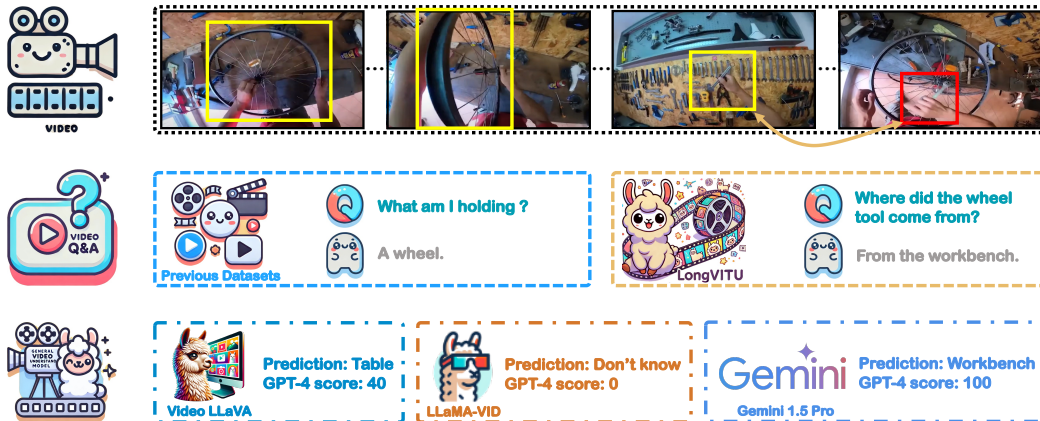 VIDEO
VIDEO
Q&A
Previous Datasets
What am I holding ?
A wheel.
LongVITU
Where did the wheel
tool come from?
From the workbench.
GENERAL
VIDEO
UNDERSTAND
MODEL
Prediction: Table
GPT-4 score: 40
Video LLaVA
Prediction: Don't know
GPT-4 score: 0
LLaMA-VID
Gemini
Prediction: Workbench
GPT-4 score: 100
Gemini 1.5 Pro